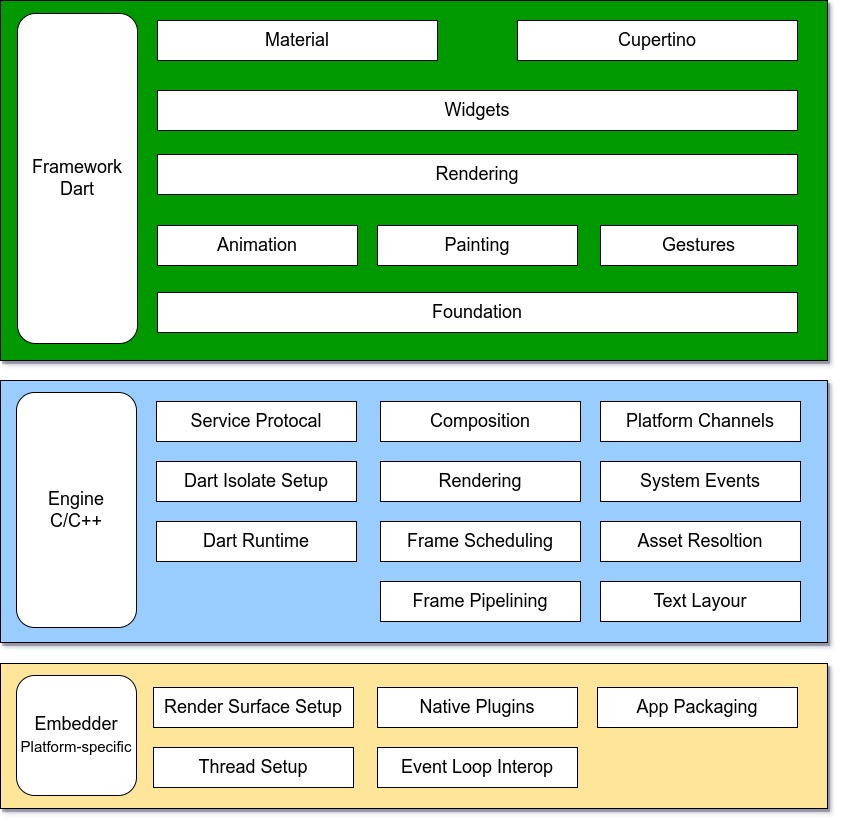 Material
Cupertino
Widgets
Framework
Dart
Rendering
Animation
Painting
Gestures
Foundation
Service Protocal
Composition
Platform Channels
Dart Isolate Setup
Rendering
System Events
Engine
C/C++
Dart Runtime
Frame Scheduling
Asset Resoltion
Frame Pipelining
Text Layour
Render Surface Setup
Native Plugins
App Packaging
Embedder
Platform-specific
Thread Setup
Event Loop Interop